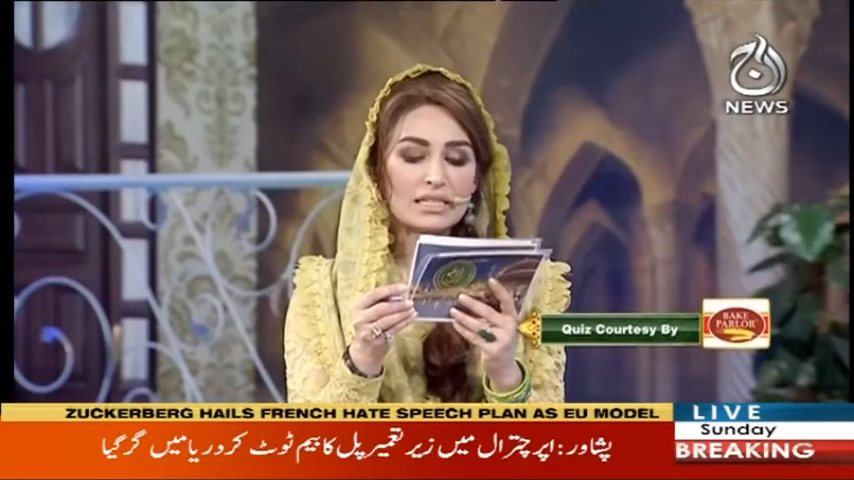 آج
NEWS
Quiz Courtesy By
BAKE
PARLOR
ZUCKERBERG HAILS FRENCH HATE SPEECH PLAN AS EU MODEL
LIVE
Sunday
BREAKING
پشاور: اپر چترال میں زیر تعمیر پل کا بیم ٹوٹ کر دریا میں گر گیا